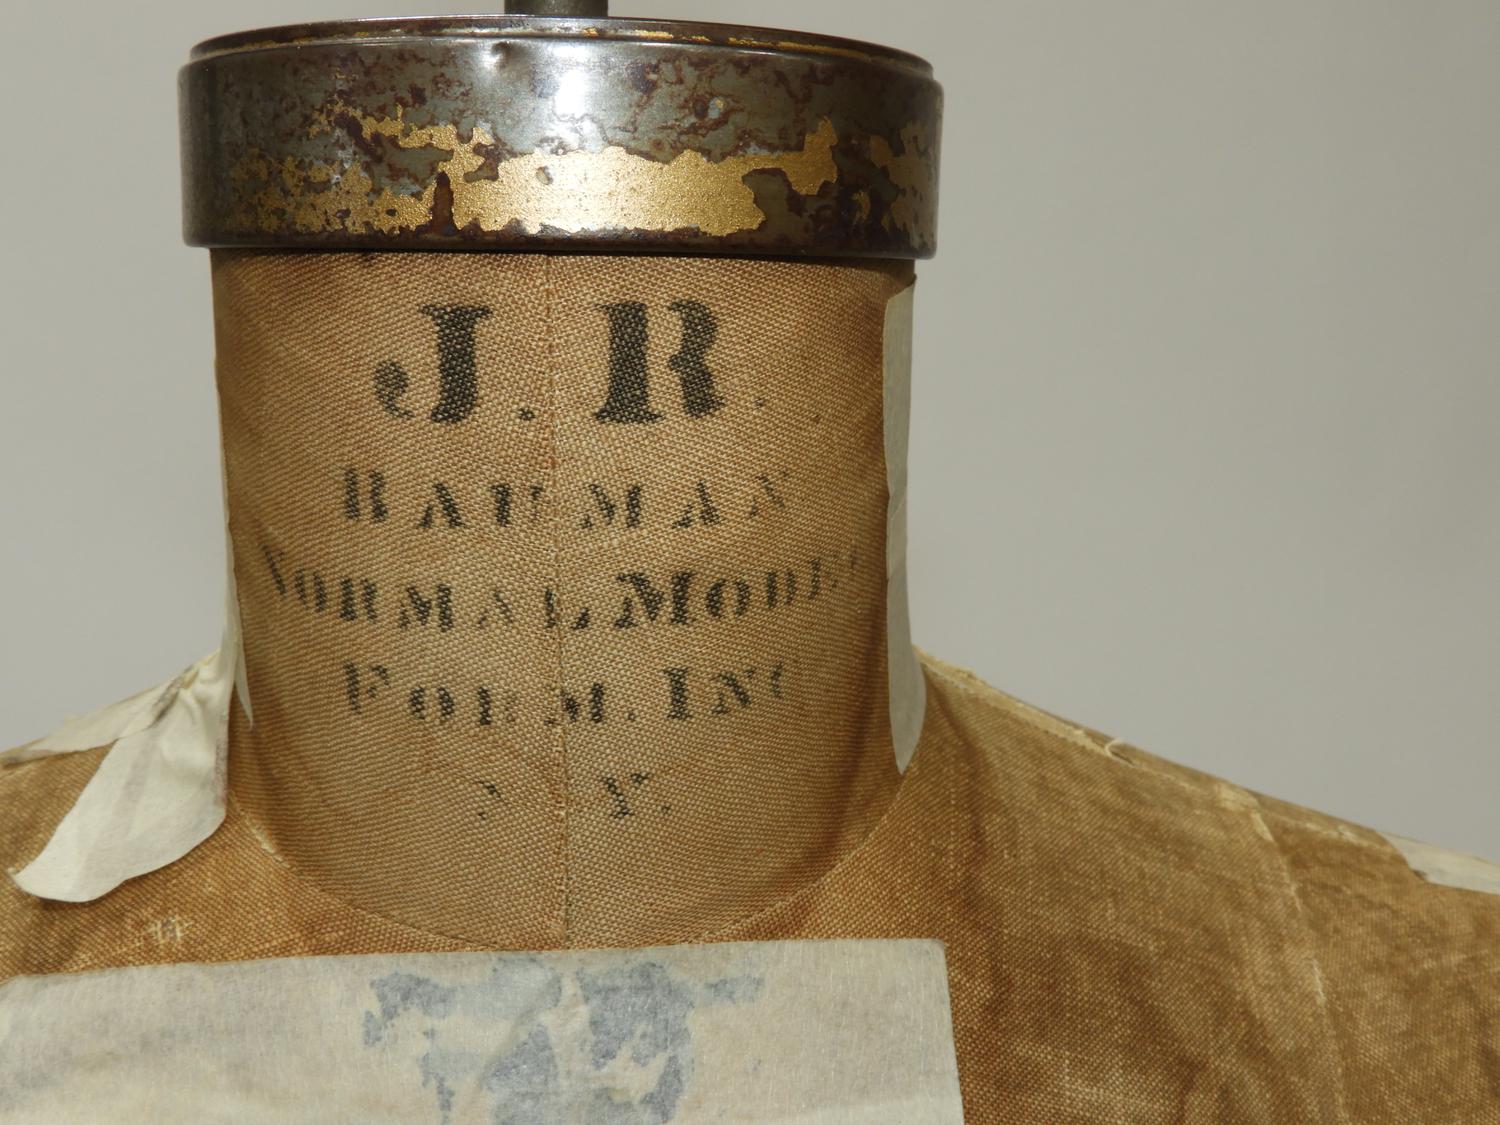 J. R.
BAUMAN
NORMAL MODEL
FORM. INC
N. Y.